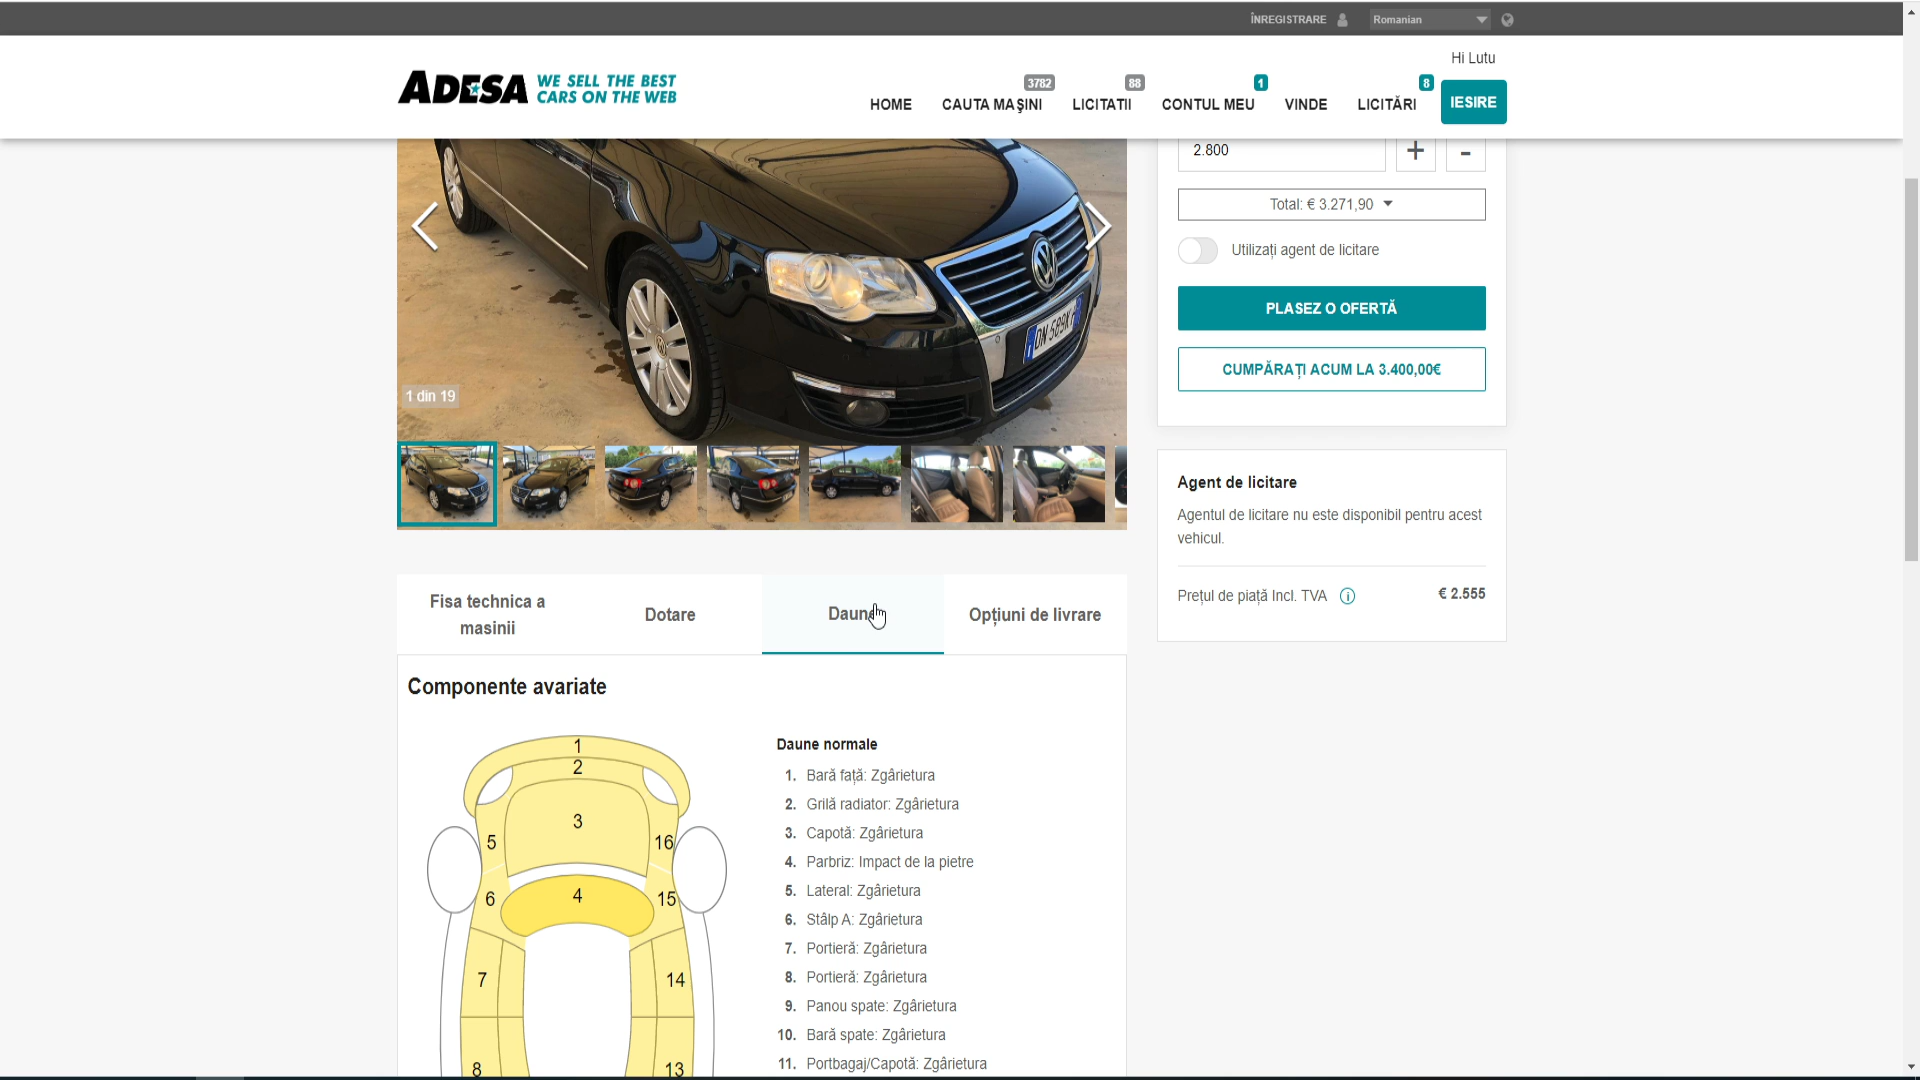 ÎNREGISTRARE
Romanian
Hi Lutu
ADESA
WE SELL THE BEST
CARS ON THE WEB
HOME
CAUTA MAŞINI
3782
LICITATII
88
CONTUL MEU
1
VINDE
LICITĂRI
8
IESIRE
2.800
+
-
Total: € 3.271,90
Utilizați agent de licitare
PLASEZ O OFERTĂ
CUMPĂRAȚI ACUM LA 3.400,00€
DN 589K
1 din 19
Agent de licitare
Agentul de licitare nu este disponibil pentru acest
vehicul.
Prețul de piață Incl. TVA
€ 2.555
Fisa technica a
masinii
Dotare
Daune
Opțiuni de livrare
Componente avariate
1
2
3
4
5
16
6
15
7
14
8
13
Daune normale
1. Bară față: Zgârietura
2. Grilă radiator: Zgârietura
3. Capotă: Zgârietura
4. Parbriz: Impact de la pietre
5. Lateral: Zgârietura
6. Stâlp A: Zgârietura
7. Portieră: Zgârietura
8. Portieră: Zgârietura
9. Panou spate: Zgârietura
10. Bară spate: Zgârietura
11. Portbagaj/Capotă: Zgârietura